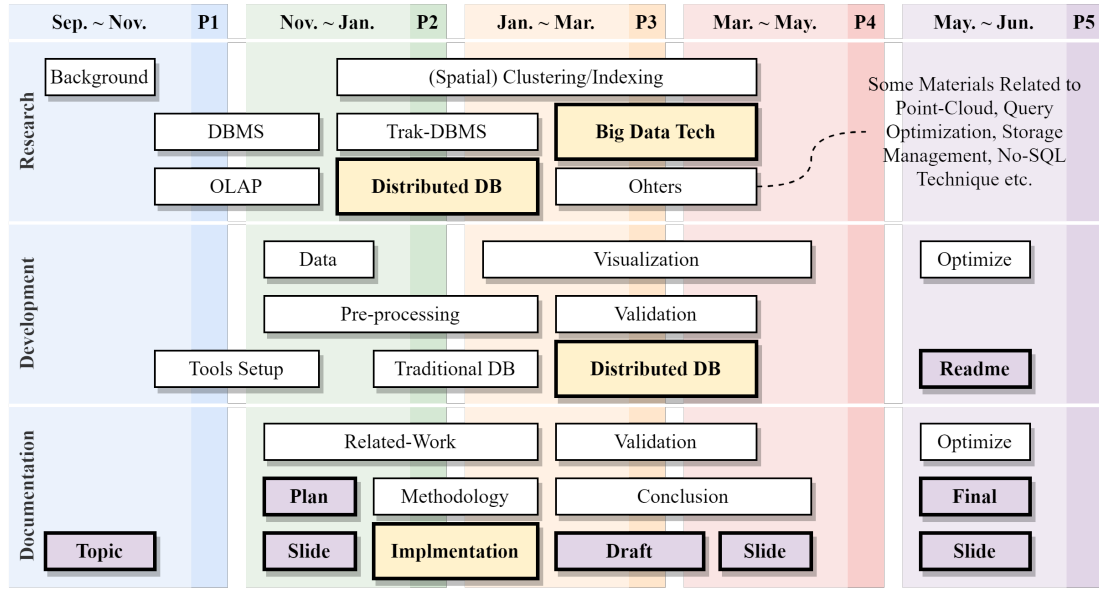 Sep. ~ Nov. P1 Nov. ~ Jan. P2 Jan. ~ Mar. P3 Mar. ~ May. P4 May. ~ Jun. P5
Research
Background
(Spatial) Clustering/Indexing
DBMS
Trak-DBMS
Big Data Tech
OLAP
Distributed DB
Ohters
Some Materials Related to
Point-Cloud, Query
Optimization, Storage
Management, No-SQL
Technique etc.
Development
Data
Visualization
Optimize
Pre-processing
Validation
Tools Setup
Traditional DB
Distributed DB
Readme
Documentation
Related-Work
Validation
Optimize
Plan
Methodology
Conclusion
Final
Topic
Slide
Implmentation
Draft
Slide
Slide